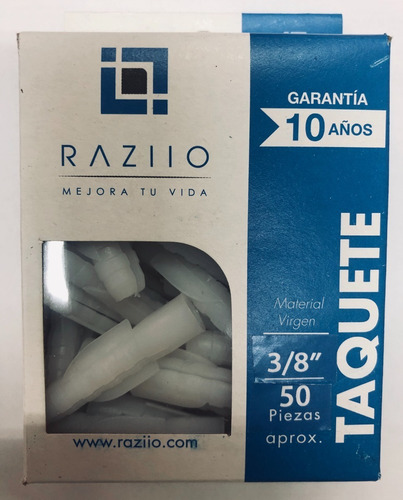 RAZIIO
MEJORA TU VIDA
www.raziio.com
GARANTÍA
10 AÑOS
TAQUETE
Material
Virgen
3/8”
50
Piezas
aprox.